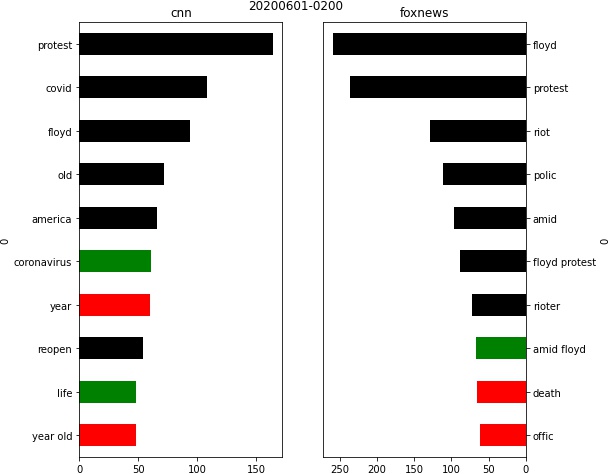 20200601-0200
cnn
foxnews
protest
covid
floyd
old
america
coronavirus
year
reopen
life
year old
0
0 50 100 150
floyd
protest
riot
polic
amid
floyd protest
rioter
amid floyd
death
offic
0
250 200 150 100 50 0